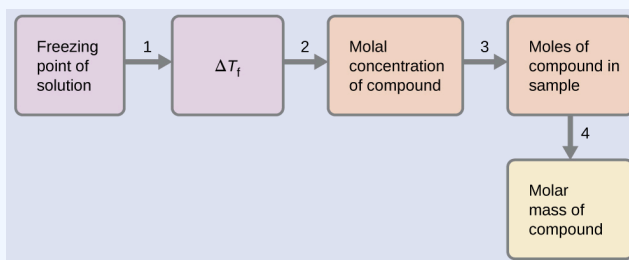 Freezing
point of
solution
1
ΔTf
2
Molal
concentration
of compound
3
Moles of
compound in
sample
4
Molar
mass of
compound